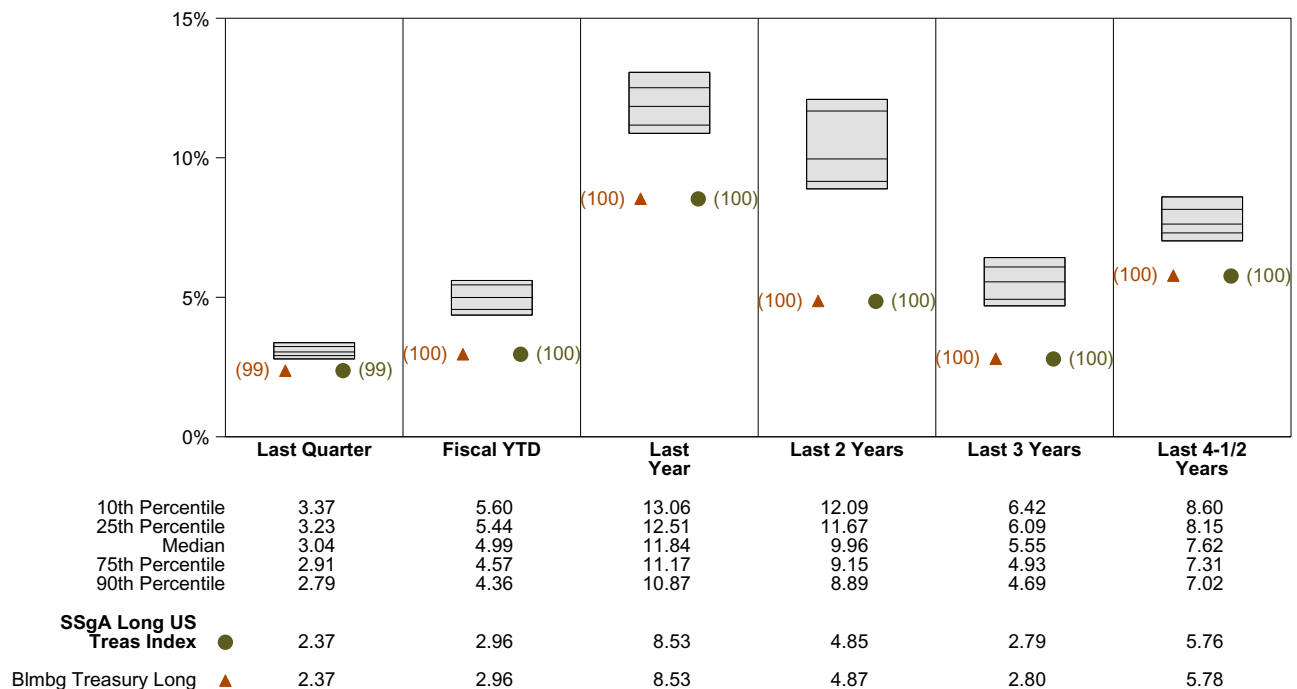 15%
10%
5%
0%
(99) (99)
(100) (100)
(100) (100)
(100) (100)
(100) (100)
(100) (100)
Last Quarter Fiscal YTD Last Year Last 2 Years Last 3 Years Last 4-1/2 Years
10th Percentile 3.37 5.60 13.06 12.09 6.42 8.60
25th Percentile 3.23 5.44 12.51 11.67 6.09 8.15
Median 3.04 4.99 11.84 9.96 5.55 7.62
75th Percentile 2.91 4.57 11.17 9.15 4.93 7.31
90th Percentile 2.79 4.36 10.87 8.89 4.69 7.02
SSgA Long US
Treas Index 2.37 2.96 8.53 4.85 2.79 5.76
Blmbg Treasury Long 2.37 2.96 8.53 4.87 2.80 5.78